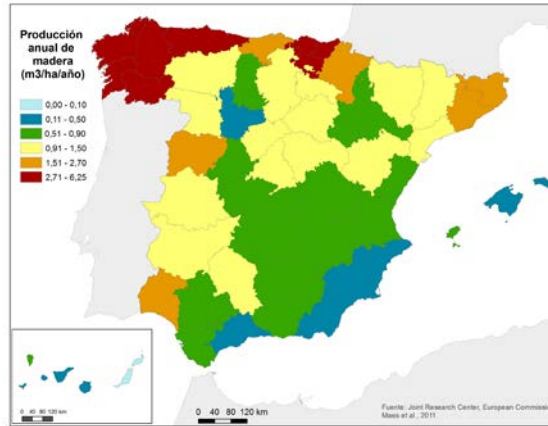 Producción
anual de
madera
(m3/ha/año)
0,00 - 0,10
0,11 - 0,50
0,51 - 0,90
0,91 - 1,50
1,51 - 2,70
2,71 - 6,25
0 40 80 120 km
0 40 80 120 km
Fuente: Joint Research Center, European Commissio
Maes et al., 2011